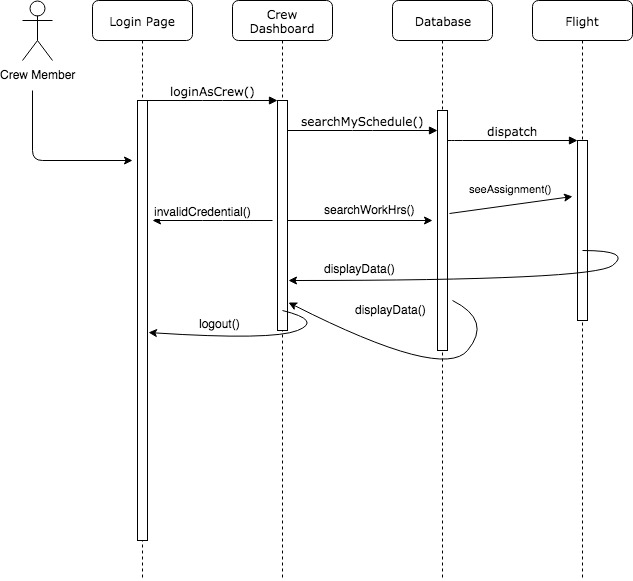 Login Page
Crew
Dashboard
Database
Flight
Crew Member
loginAsCrew()
searchMySchedule()
dispatch
seeAssignment()
invalidCredential()
searchWorkHrs()
displayData()
displayData()
logout()